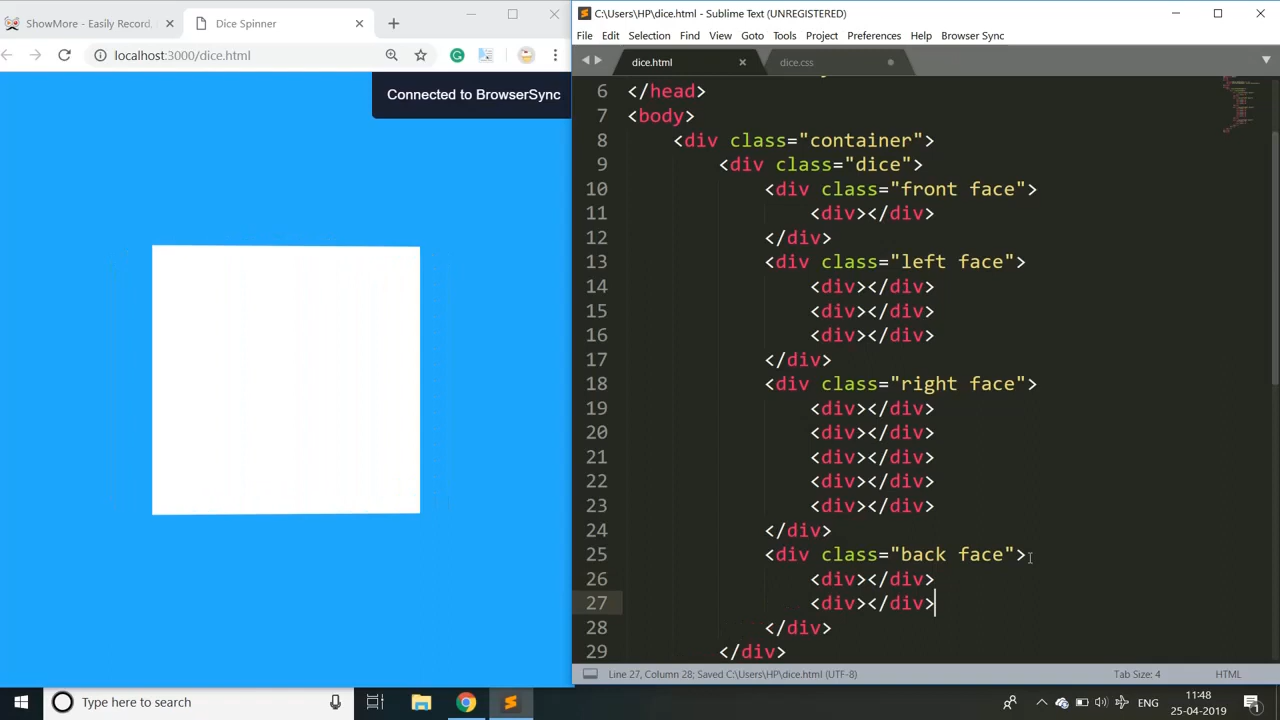 ShowMore - Easily Record
Dice Spinner
localhost:3000/dice.html
Connected to BrowserSync
C:\Users\HP\dice.html - Sublime Text (UNREGISTERED)
File Edit Selection Find View Goto Tools Project Preferences Help Browser Sync
dice.html dice.css
6 </head>
7 <body>
8 <div class="container">
9 <div class="dice">
10 <div class="front face">
11 <div></div>
12 </div>
13 <div class="left face">
14 <div></div>
15 <div></div>
16 <div></div>
17 </div>
18 <div class="right face">
19 <div></div>
20 <div></div>
21 <div></div>
22 <div></div>
23 <div></div>
24 </div>
25 <div class="back face">
26 <div></div>
27 <div></div>
28 </div>
29 </div>
Line 27, Column 28; Saved C:\Users\HP\dice.html (UTF-8) Tab Size: 4 HTML
Type here to search
ENG
11:48
25-04-2019